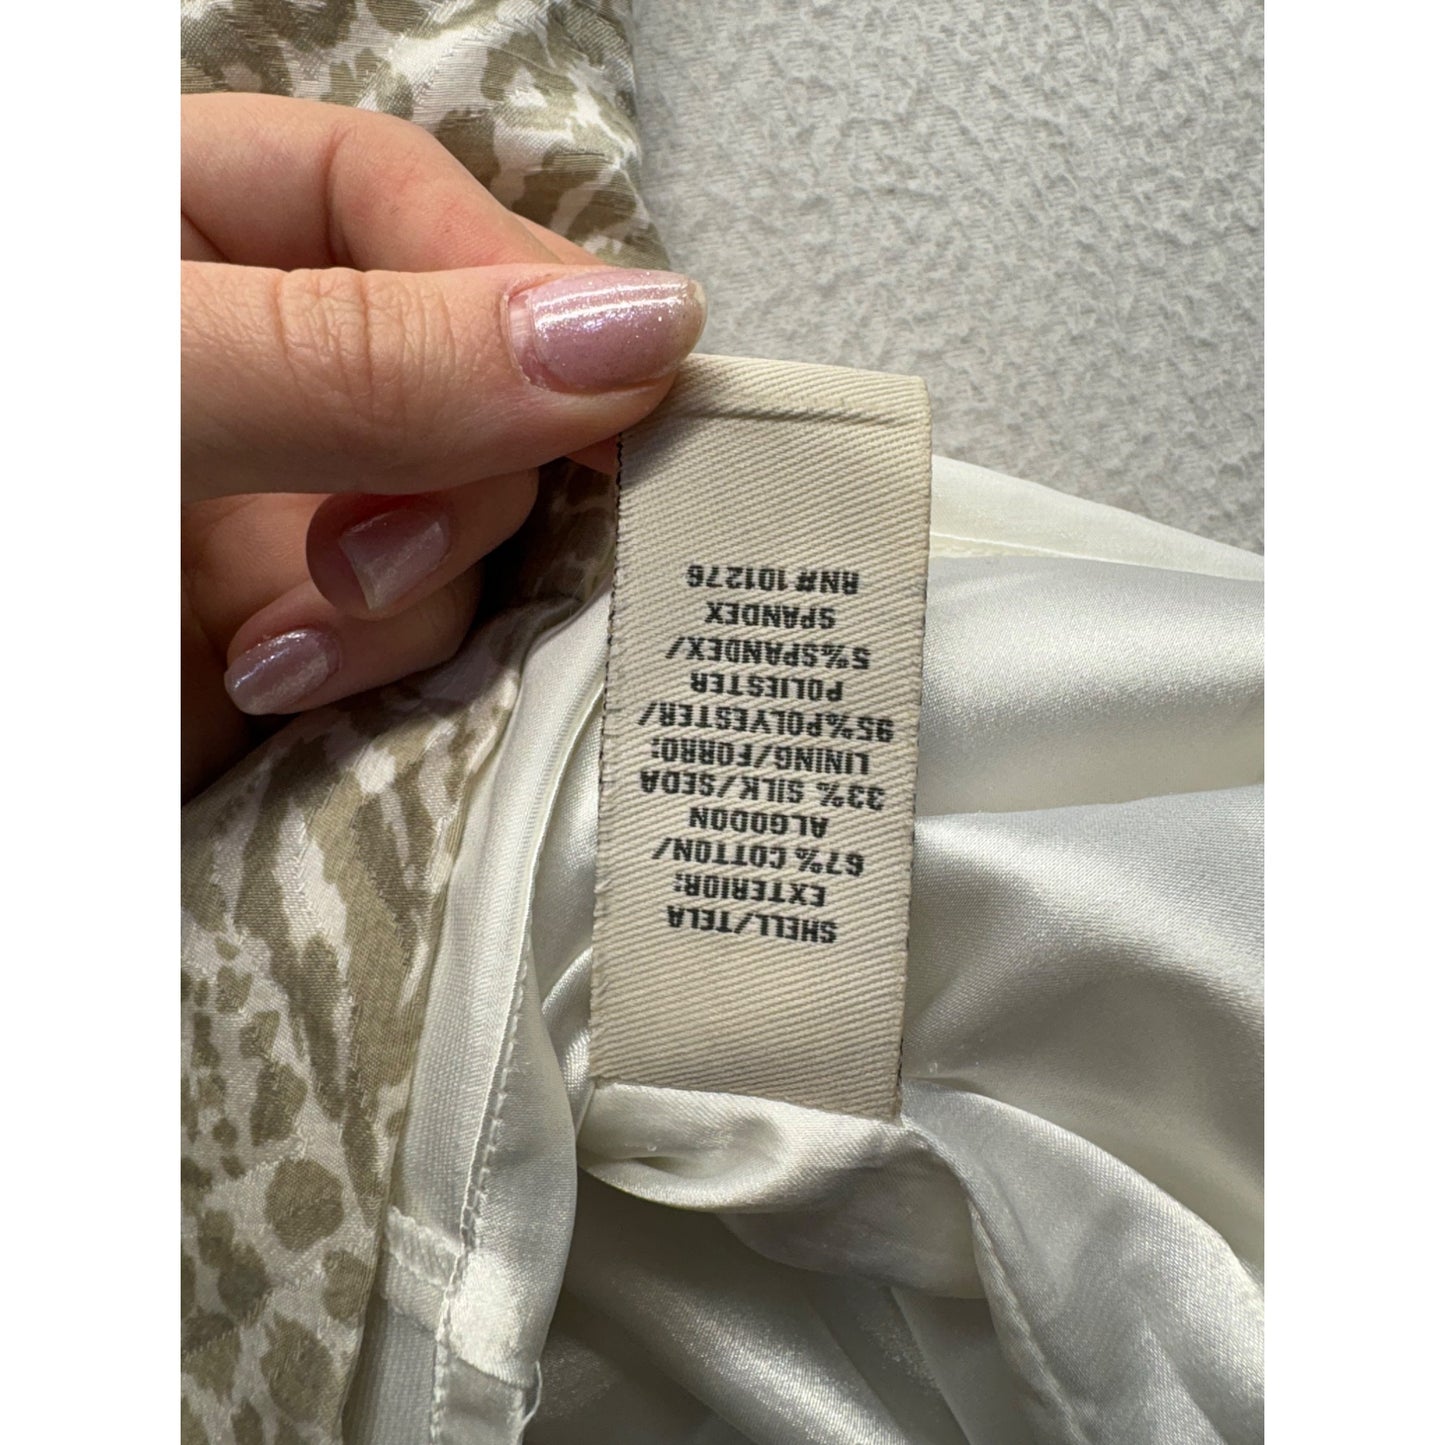 SHELL/TELA
EXTERIOR:
67% COTTON/
ALGODON
33% SILK/SEDA
LINING/FORRO:
95%POLYESTER/
POLIESTER
5%SPANDEX/
SPANDEX
RN#101276